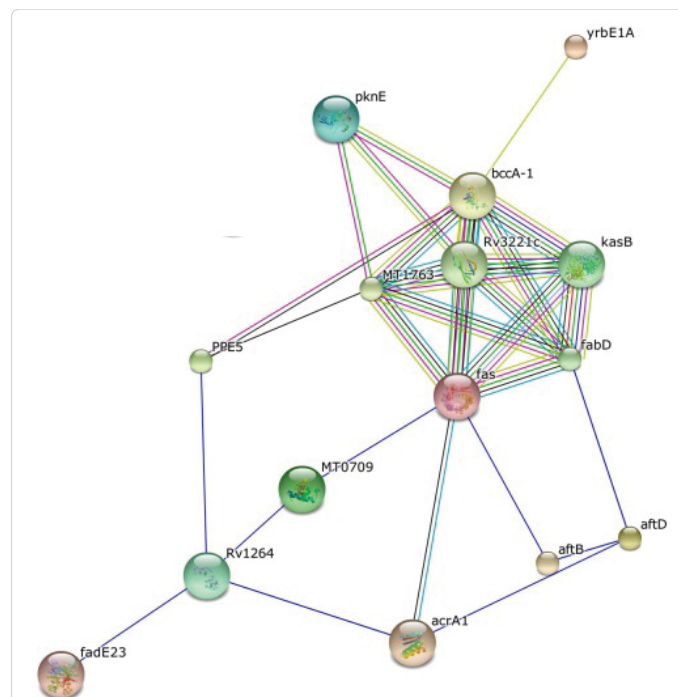 yrbE1A
pknE
bccA-1
Rv3221c
kasB
MT1763
PPE5
fabD
fas
MT0709
aftD
aftB
Rv1264
acrA1
fadE23